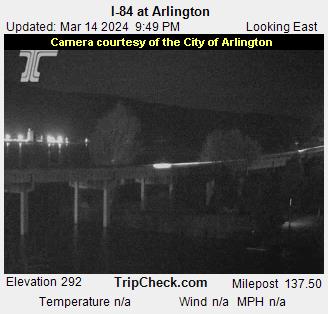 I-84 at Arlington
Updated: Mar 14 2024 9:49 PM Looking East
Camera courtesy of the City of Arlington
Elevation 292 TripCheck.com Milepost 137.50
Temperature n/a Wind n/a MPH n/a